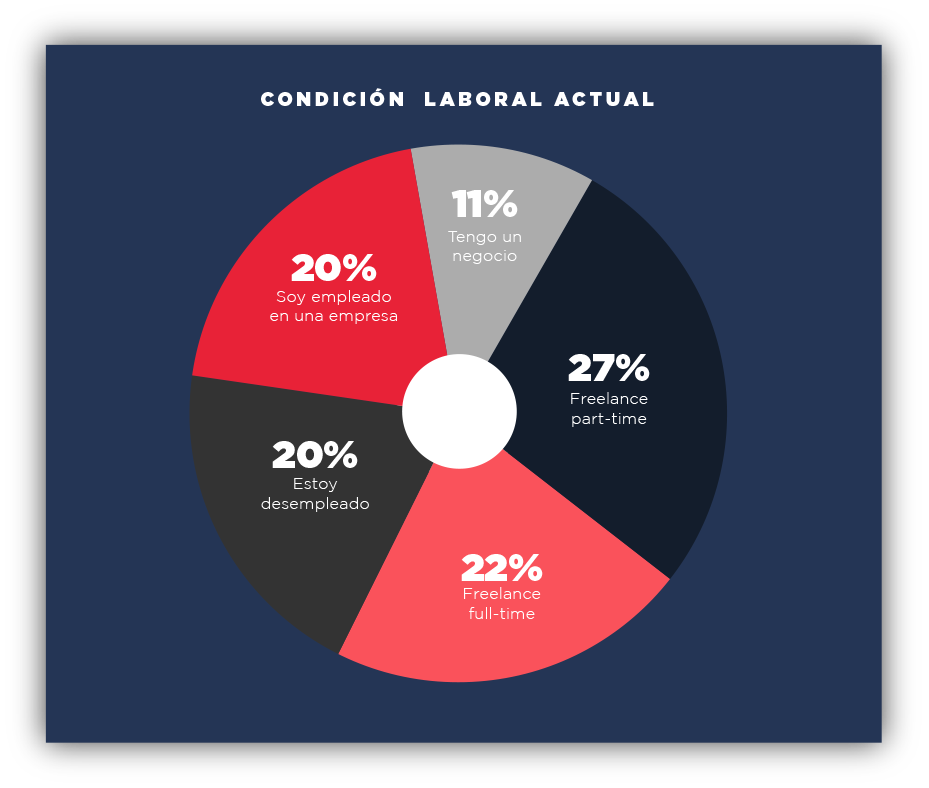 CONDICIÓN LABORAL ACTUAL
11%
Tengo un
negocio
20%
Soy empleado
en una empresa
27%
Freelance
part-time
20%
Estoy
desempleado
22%
Freelance
full-time